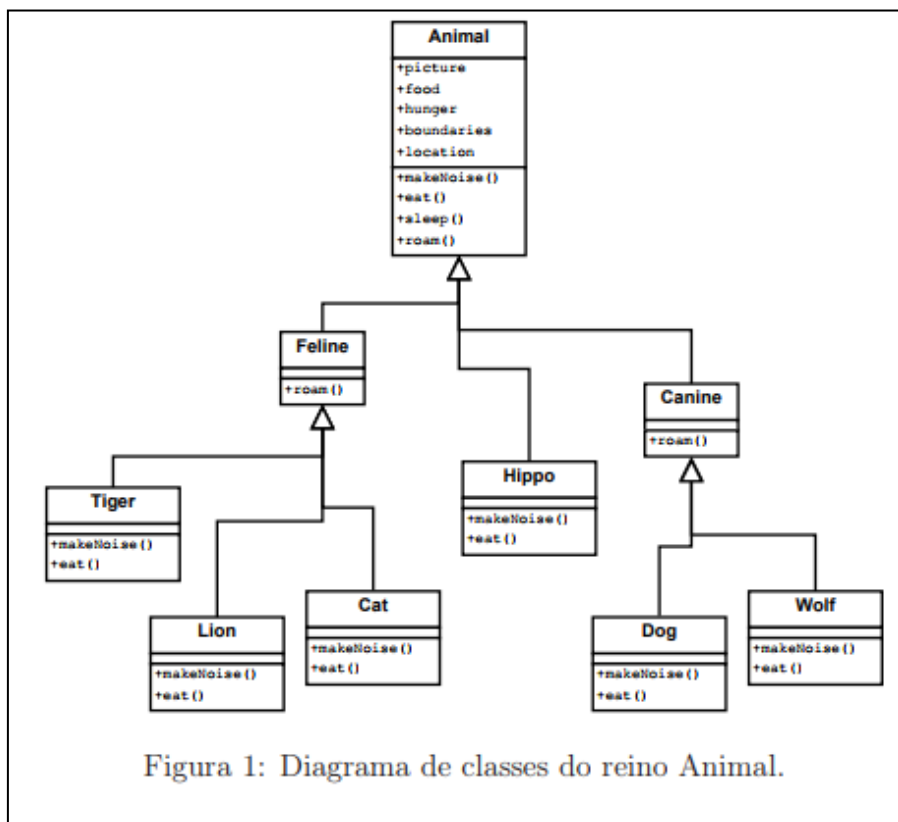 Animal
+picture
+food
+hunger
+boundaries
+location
+makeNoise()
+eat()
+sleep()
+roam()
Feline
+roam()
Canine
+roam()
Hippo
+makeNoise()
+eat()
Tiger
+makeNoise()
+eat()
Lion
+makeNoise()
+eat()
Cat
+makeNoise()
+eat()
Dog
+makeNoise()
+eat()
Wolf
+makeNoise()
+eat()
Figura 1: Diagrama de classes do reino Animal.